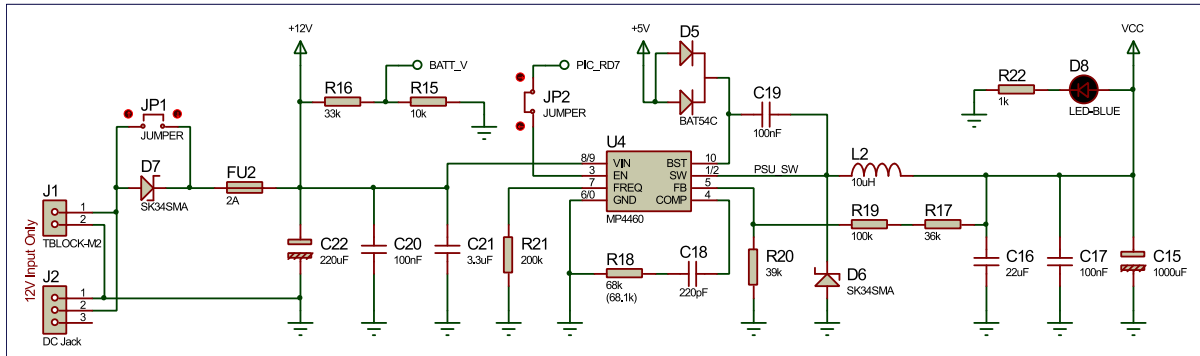 +12V
+5V
VCC
BATT_V
PIC_RD7
D5
D8
R16
33k
R15
10k
JP2
JUMPER
R22
1k
LED-BLUE
JP1
JUMPER
BAT54C
C19
100nF
U4
8/9
VIN
BST
10
3
EN
SW
1/2
PSU_SW
7
FREQ
FB
5
6/0
GND
COMP
4
MP4460
L2
10uH
D7
SK34SMA
FU2
2A
J1
1
2
TBLOCK-M2
12V Input Only
J2
1
2
3
DC Jack
C22
220uF
C20
100nF
C21
3.3uF
R21
200k
R18
68k
(68.1k)
C18
220pF
R20
39k
D6
SK34SMA
R19
100k
R17
36k
C16
22uF
C17
100nF
C15
1000uF